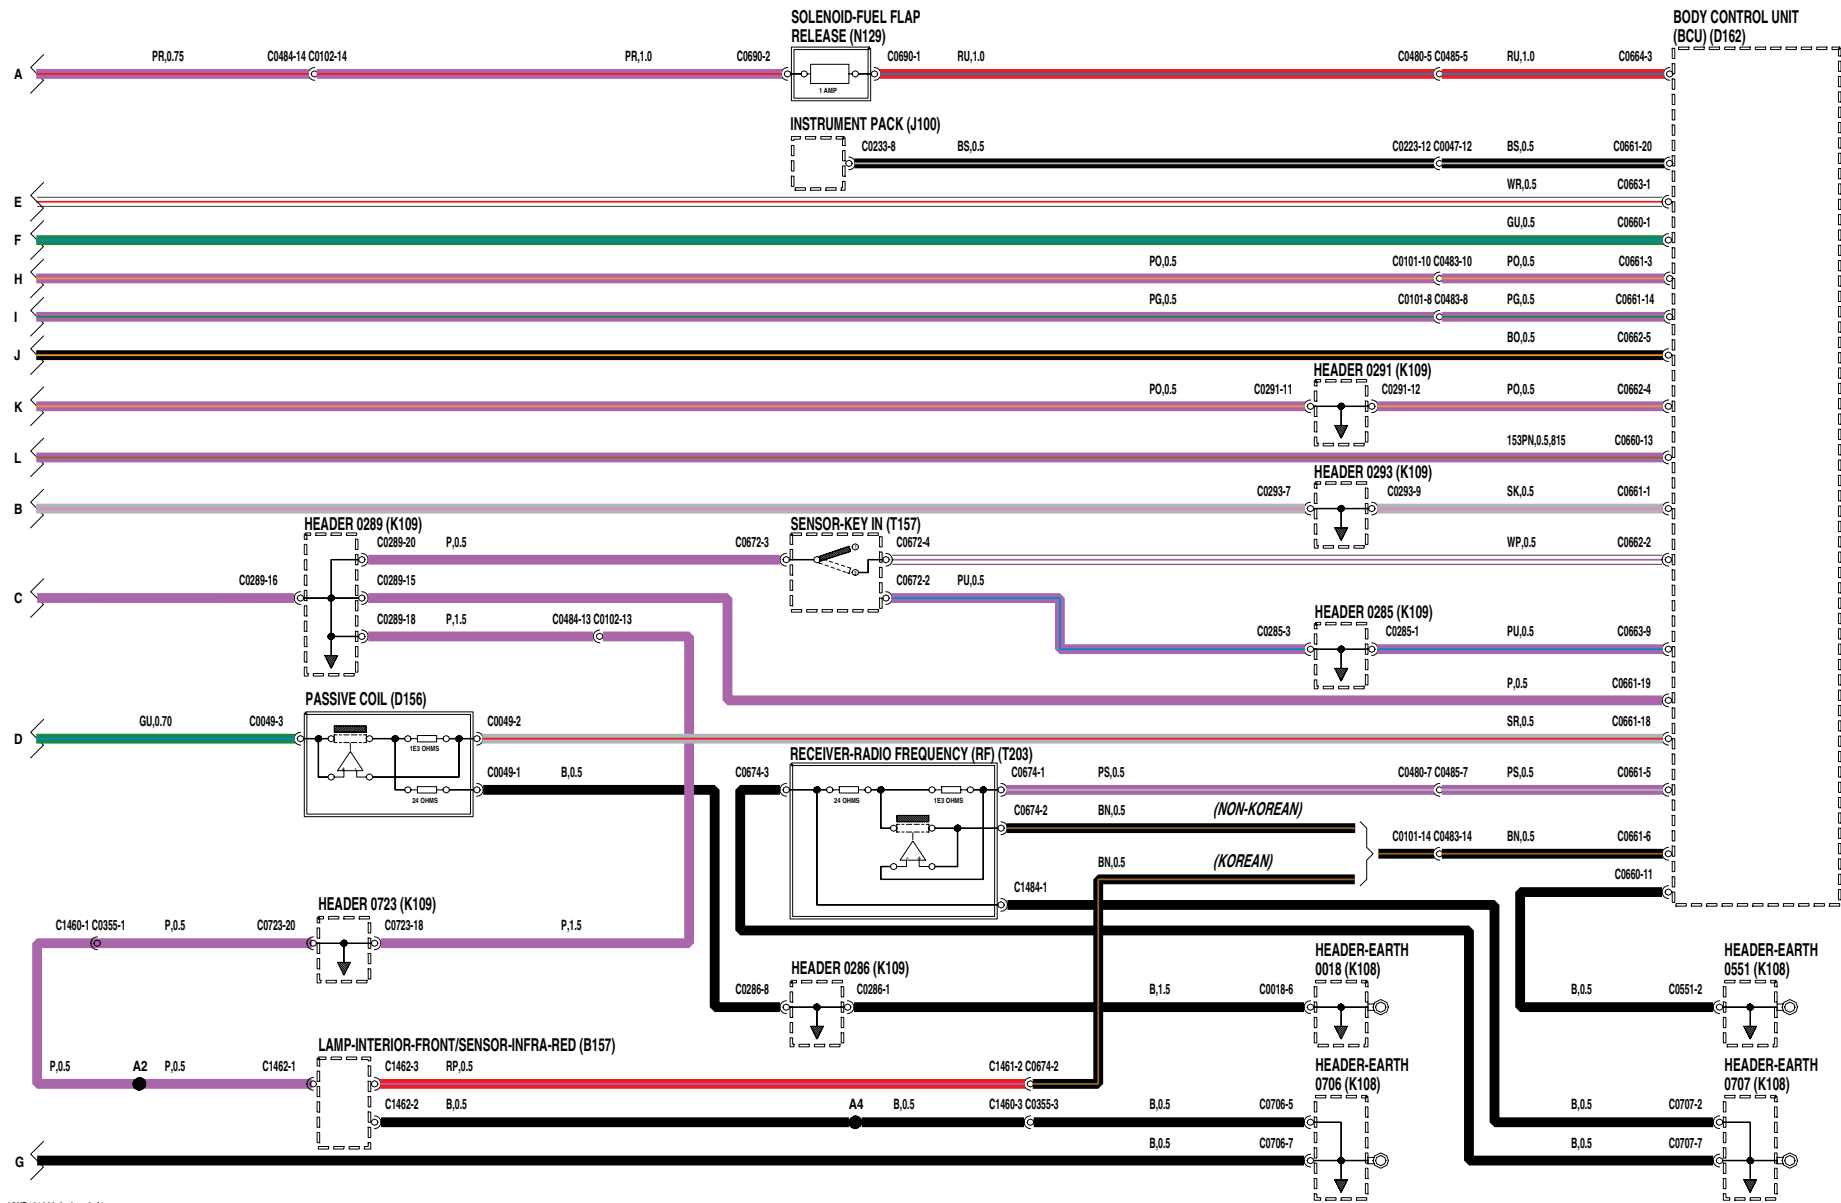 SOLENOID-FUEL FLAP
RELEASE (N129)
BODY CONTROL UNIT
(BCU) (D162)
A PR,0.75 C0484-14 C0102-14 PR,1.0 C0690-2 C0690-1 RU,1.0 C0480-5 C0485-5 RU,1.0 C0664-3
1 AMP
INSTRUMENT PACK (J100)
C0233-8 BS,0.5 C0223-12 C0047-12 BS,0.5 C0661-20
E WR,0.5 C0663-1
F GU,0.5 C0660-1
H PO,0.5 C0101-10 C0483-10 PO,0.5 C0661-3
I PG,0.5 C0101-8 C0483-8 PG,0.5 C0661-14
J BO,0.5 C0662-5
HEADER 0291 (K109)
K PO,0.5 C0291-11 C0291-12 PO,0.5 C0662-4
L 153PN,0.5,815 C0660-13
HEADER 0293 (K109)
B C0293-7 C0293-9 SK,0.5 C0661-1
HEADER 0289 (K109) SENSOR-KEY IN (T157)
C0289-20 P,0.5 C0672-3 C0672-4 WP,0.5 C0662-2
C C0289-16 C0289-15 C0672-2 PU,0.5
HEADER 0285 (K109)
C0289-18 P,1.5 C0484-13 C0102-13 C0285-3 C0285-1 PU,0.5 C0663-9
P,0.5 C0661-19
PASSIVE COIL (D156)
D GU,0.70 C0049-3 C0049-2 SR,0.5 C0661-18
1E3 OHMS
RECEIVER-RADIO FREQUENCY (RF) (T203)
C0049-1 B,0.5 C0674-3 C0674-1 PS,0.5 C0480-7 C0485-7 PS,0.5 C0661-5
24 OHMS 24 OHMS 1E3 OHMS
C0674-2 BN,0.5 (NON-KOREAN)
C0101-14 C0483-14 BN,0.5 C0661-6
BN,0.5 (KOREAN)
C0660-11
C1484-1
HEADER 0723 (K109)
C1460-1 C0355-1 P,0.5 C0723-20 C0723-18 P,1.5
HEADER-EARTH
0018 (K108)
HEADER-EARTH
0551 (K108)
HEADER 0286 (K109)
C0286-8 C0286-1 B,1.5 C0018-6 B,0.5 C0551-2
LAMP-INTERIOR-FRONT/SENSOR-INFRA-RED (B157)
P,0.5 A2 P,0.5 C1462-1 C1462-3 RP,0.5 C1461-2 C0674-2
HEADER-EARTH
0706 (K108)
HEADER-EARTH
0707 (K108)
C1462-2 B,0.5 A4 B,0.5 C1460-3 C0355-3 B,0.5 C0706-5 B,0.5 C0707-2
G B,0.5 C0706-7 B,0.5 C0707-7